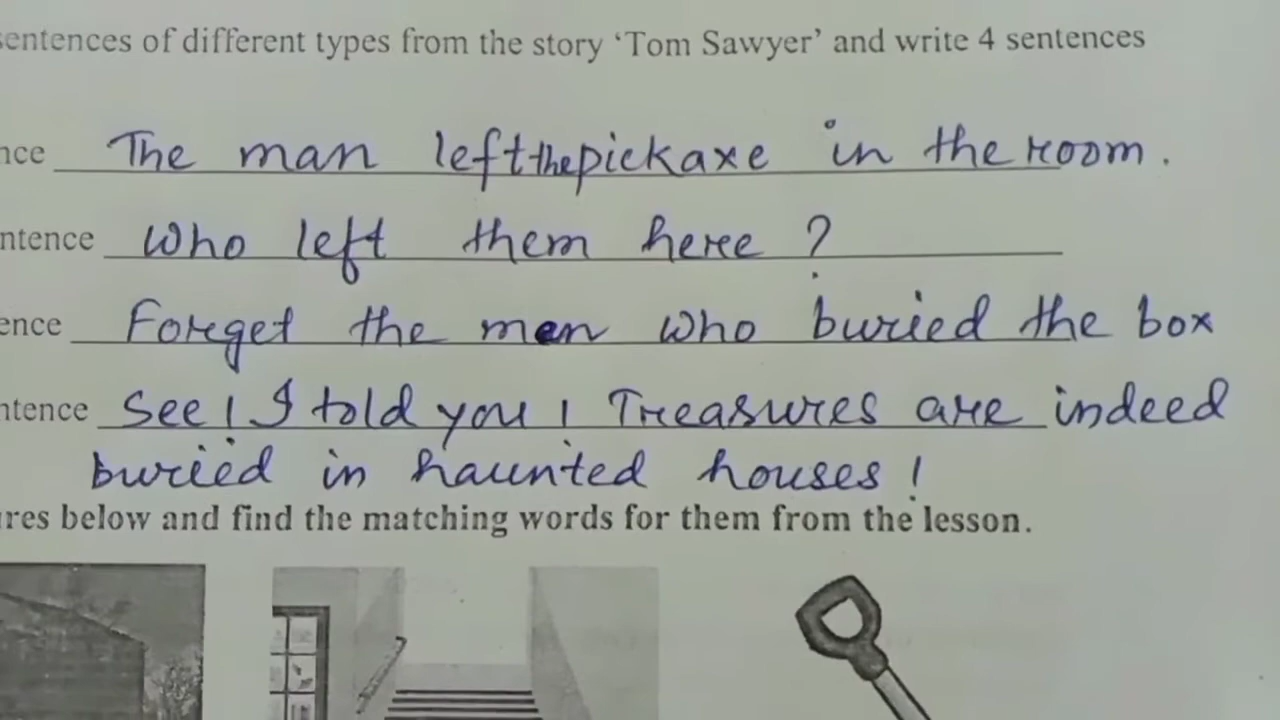 sentences of different types from the story ‘Tom Sawyer’ and write 4 sentences
nce The man left the pickaxe in the room.
ntence Who left them here ?
ence Forget the men who buried the box
ntence See! I told you! Treasures are indeed
buried in haunted houses!
res below and find the matching words for them from the lesson.